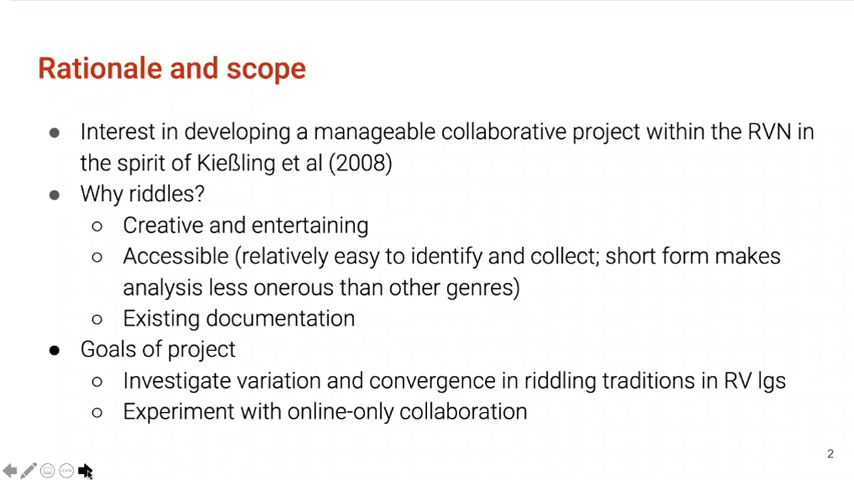 Rationale and scope
● Interest in developing a manageable collaborative project within the RVN in
the spirit of Kießling et al (2008)
● Why riddles?
○ Creative and entertaining
○ Accessible (relatively easy to identify and collect; short form makes
analysis less onerous than other genres)
○ Existing documentation
● Goals of project
○ Investigate variation and convergence in riddling traditions in RV lgs
○ Experiment with online-only collaboration
2